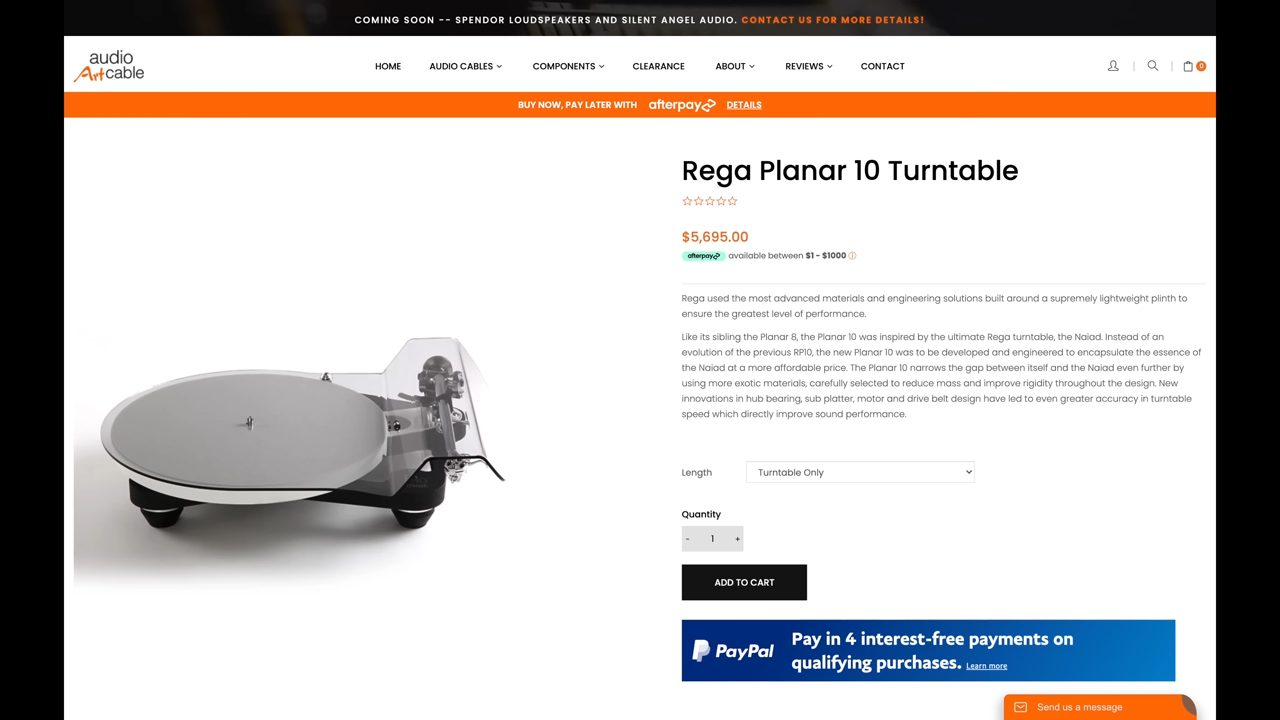 COMING SOON -- SPENDOR LOUDSPEAKERS AND SILENT ANGEL AUDIO. CONTACT US FOR MORE DETAILS!
audio
Art cable
HOME AUDIO CABLES COMPONENTS CLEARANCE ABOUT REVIEWS CONTACT
0
BUY NOW, PAY LATER WITH afterpay DETAILS
Rega Planar 10 Turntable
$5,695.00
afterpay available between $1 - $1000
Rega used the most advanced materials and engineering solutions built around a supremely lightweight plinth to
ensure the greatest level of performance.
Like its sibling the Planar 8, the Planar 10 was inspired by the ultimate Rega turntable, the Naiad. Instead of an
evolution of the previous RP10, the new Planar 10 was to be developed and engineered to encapsulate the essence of
the Naiad at a more affordable price. The Planar 10 narrows the gap between itself and the Naiad even further by
using more exotic materials, carefully selected to reduce mass and improve rigidity throughout the design. New
innovations in hub bearing, sub platter, motor and drive belt design have led to even greater accuracy in turntable
speed which directly improve sound performance.
Length Turntable Only
Quantity
- 1 +
ADD TO CART
PayPal Pay in 4 interest-free payments on
qualifying purchases. Learn more
Send us a message